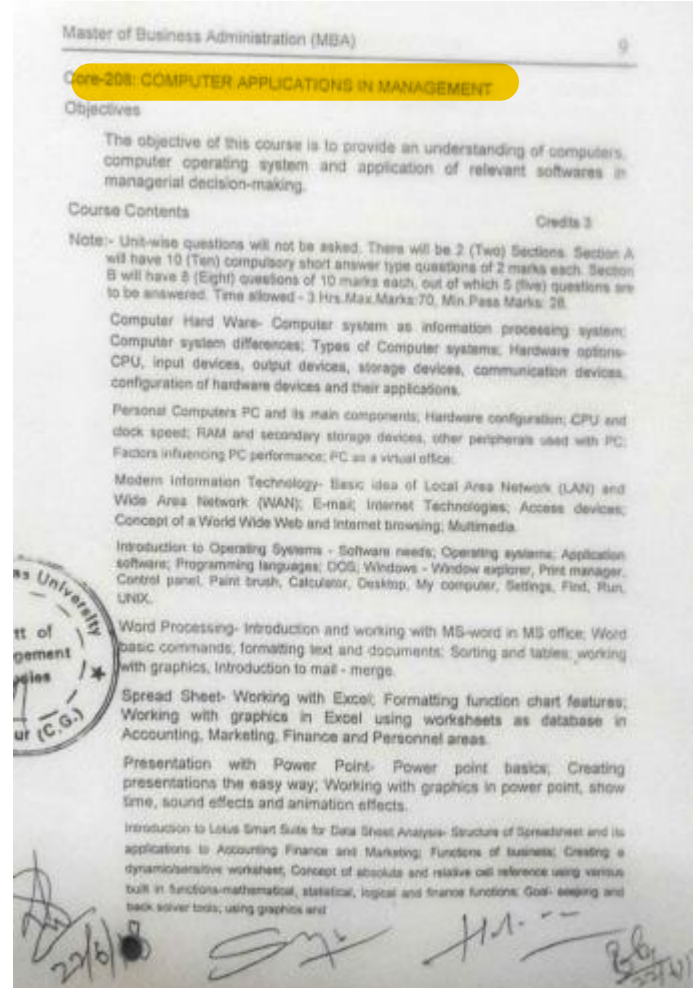 Master of Business Administration (MBA)
9
Core-208: COMPUTER APPLICATIONS IN MANAGEMENT
Objectives
The objective of this course is to provide an understanding of computers,
computer operating system and application of relevant softwares in
managerial decision-making.
Course Contents
Credits 3
Note:- Unit-wise questions will not be asked. There will be 2 (Two) Sections. Section A
will have 10 (Ten) compulsory short answer type questions of 2 marks each. Section
B will have 8 (Eight) questions of 10 marks each, out of which 5 (five) questions are
to be answered. Time allowed - 3 Hrs.Max.Marks:70, Min.Pass Marks: 28.
Computer Hard Ware- Computer system as information processing system;
Computer system differences; Types of Computer systems; Hardware options-
CPU, input devices, output devices, storage devices, communication devices,
configuration of hardware devices and their applications.
Personal Computers PC and its main components; Hardware configuration; CPU and
clock speed; RAM and secondary storage devices, other peripherals used with PC;
Factors influencing PC performance; PC as a virtual office.
Modern Information Technology- Basic idea of Local Area Network (LAN) and
Wide Area Network (WAN); E-mail; Internet Technologies; Access devices;
Concept of a World Wide Web and Internet browsing; Multimedia.
Introduction to Operating Systems - Software needs; Operating systems; Application
software; Programming languages; DOS; Windows - Window explorer, Print manager,
Control panel, Paint brush, Calculator, Desktop, My computer, Settings, Find, Run,
UNIX.
Word Processing- Introduction and working with MS-word in MS office; Word
basic commands; formatting text and documents; Sorting and tables; working
with graphics, Introduction to mail - merge.
Spread Sheet- Working with Excel; Formatting function chart features;
Working with graphics in Excel using worksheets as database in
Accounting, Marketing, Finance and Personnel areas.
Presentation with Power Point- Power point basics; Creating
presentations the easy way; Working with graphics in power point, show
time, sound effects and animation effects.
Introduction to Lotus Smart Suite for Data Sheet Analysis- Structure of Spreadsheet and its
applications to Accounting Finance and Marketing; Functions of business; Creating a
dynamic/sensitive worksheet; Concept of absolute and relative cell reference using various
built in functions-mathematical, statistical, logical and finance functions; Goal- seeking and
back solver tools; using graphics and
University
tt of
gement
ur (C.G.)